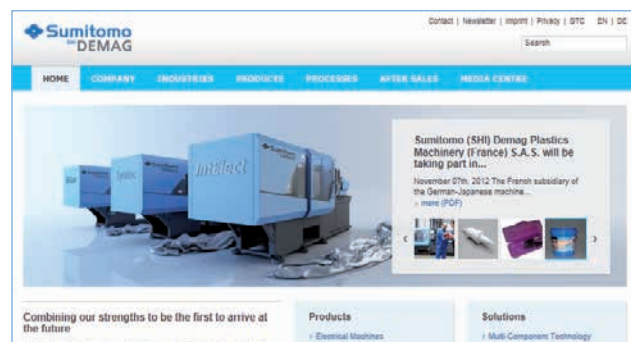 Contact | Newsletter | Imprint | Privacy | GTC EN | DE
Sumitomo
SHI DEMAG
Search
HOME COMPANY INDUSTRIES PRODUCTS PROCESSES AFTER SALES MEDIA CENTRE
Systec
IntElect
Sumitomo (SHI) Demag Plastics
Machinery (France) S.A.S. will be
taking part in...
November 07th, 2012 The French subsidiary of
the German-Japanese machine...
› more (PDF)
Combining our strengths to be the first to arrive at
the future
Products
› Electrical Machines
Solutions
› Multi-Component Technology